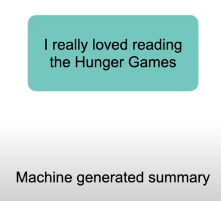 I really loved reading
the Hunger Games
Machine generated summary